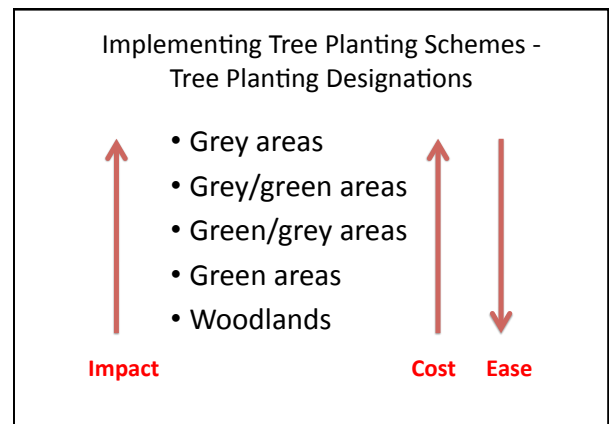 Implementing Tree Planting Schemes -
Tree Planting Designations
• Grey areas
• Grey/green areas
• Green/grey areas
• Green areas
• Woodlands
Impact Cost Ease